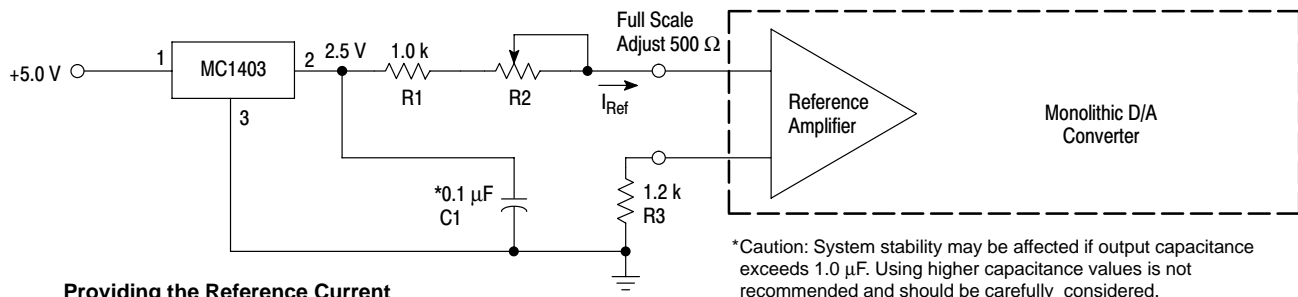 +5.0 V
1
MC1403
2
3
2.5 V
1.0 k
R1
R2
IRef
Full Scale
Adjust 500 Ω
Reference
Amplifier
Monolithic D/A
Converter
*0.1 μF
C1
1.2 k
R3
*Caution: System stability may be affected if output capacitance
exceeds 1.0 μF. Using higher capacitance values is not
recommended and should be carefully considered.
Providing the Reference Current